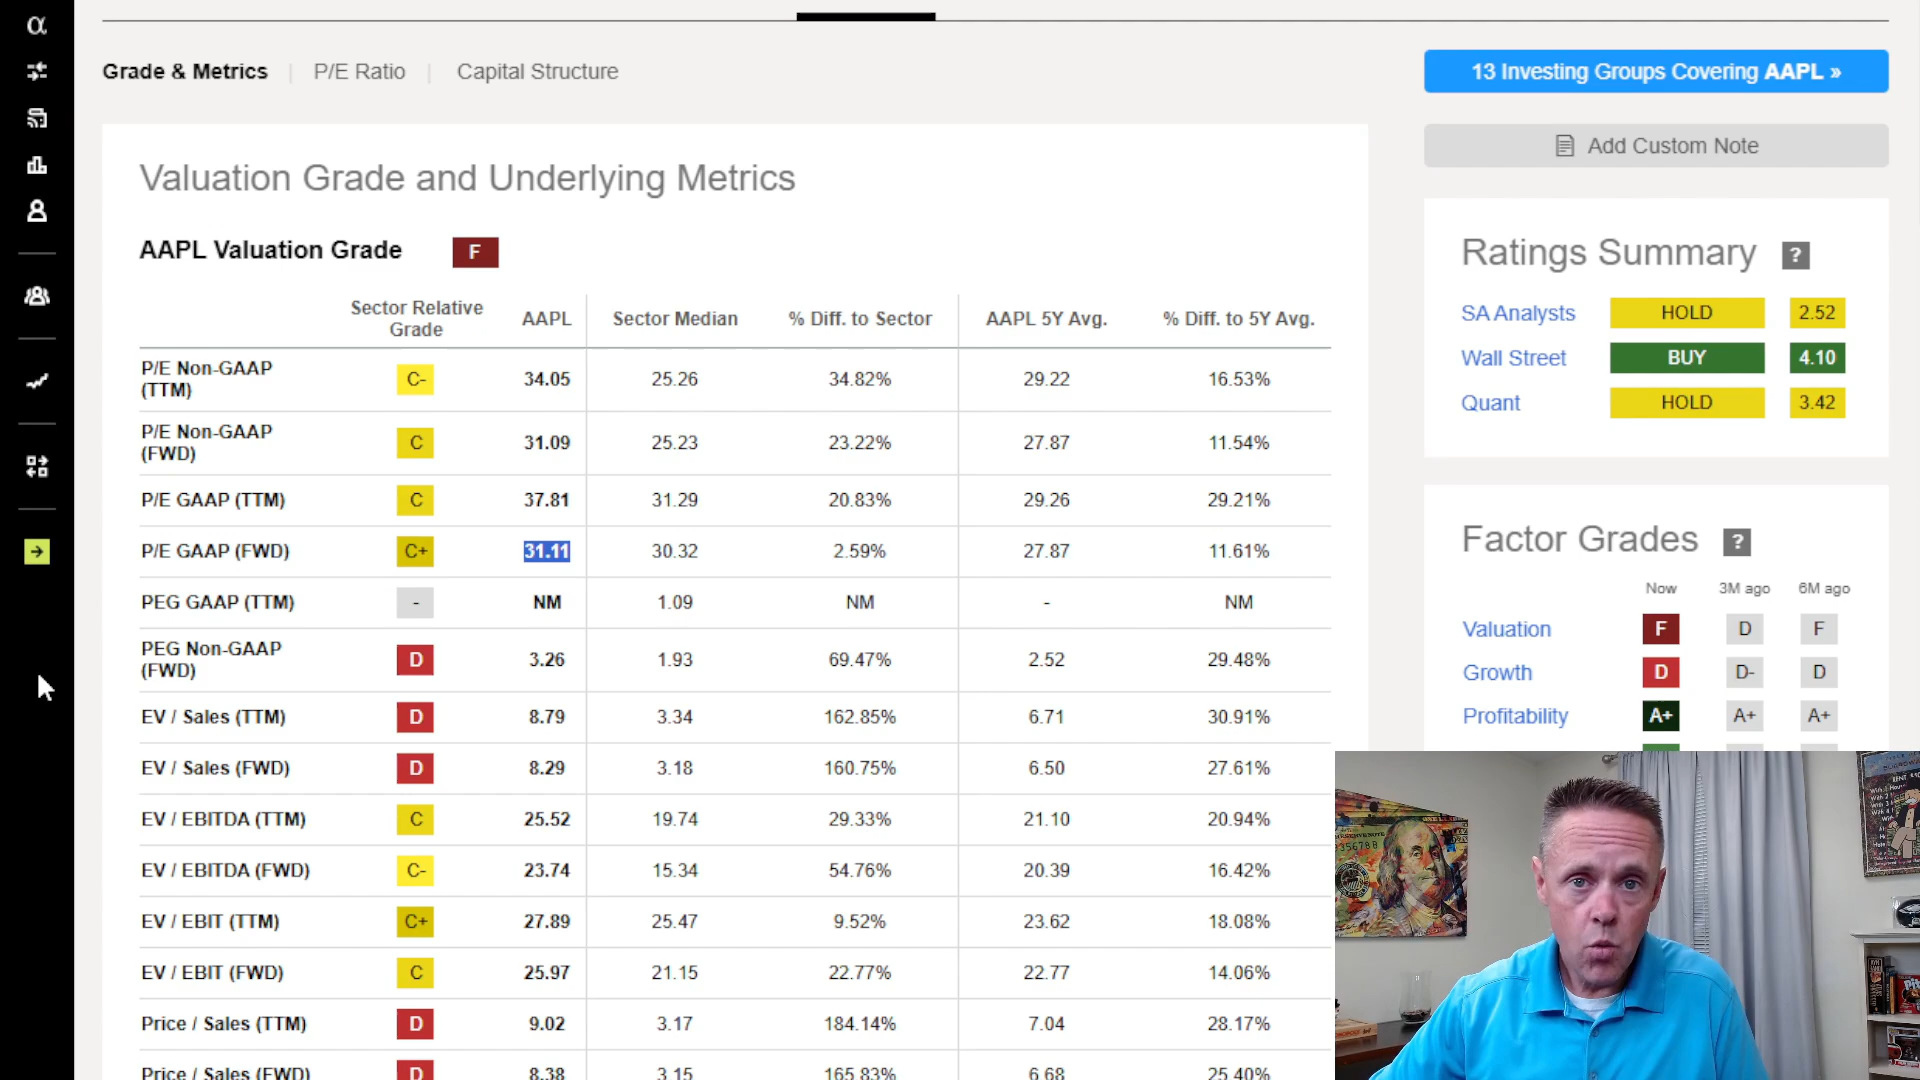 α
Grade & Metrics | P/E Ratio | Capital Structure
13 Investing Groups Covering AAPL »
Add Custom Note
Valuation Grade and Underlying Metrics
AAPL Valuation Grade F
Sector Relative Grade AAPL Sector Median % Diff. to Sector AAPL 5Y Avg. % Diff. to 5Y Avg.
P/E Non-GAAP (TTM) C- 34.05 25.26 34.82% 29.22 16.53%
P/E Non-GAAP (FWD) C 31.09 25.23 23.22% 27.87 11.54%
P/E GAAP (TTM) C 37.81 31.29 20.83% 29.26 29.21%
P/E GAAP (FWD) C+ 31.11 30.32 2.59% 27.87 11.61%
PEG GAAP (TTM) - NM 1.09 NM - NM
PEG Non-GAAP (FWD) D 3.26 1.93 69.47% 2.52 29.48%
EV / Sales (TTM) D 8.79 3.34 162.85% 6.71 30.91%
EV / Sales (FWD) D 8.29 3.18 160.75% 6.50 27.61%
EV / EBITDA (TTM) C 25.52 19.74 29.33% 21.10 20.94%
EV / EBITDA (FWD) C- 23.74 15.34 54.76% 20.39 16.42%
EV / EBIT (TTM) C+ 27.89 25.47 9.52% 23.62 18.08%
EV / EBIT (FWD) C 25.97 21.15 22.77% 22.77 14.06%
Price / Sales (TTM) D 9.02 3.17 184.14% 7.04 28.17%
Price / Sales (FWD) D 8.38 3.15 165.83% 6.68 25.40%
Ratings Summary ?
SA Analysts HOLD 2.52
Wall Street BUY 4.10
Quant HOLD 3.42
Factor Grades ?
Now 3M ago 6M ago
Valuation F D F
Growth D D- D
Profitability A+ A+ A+